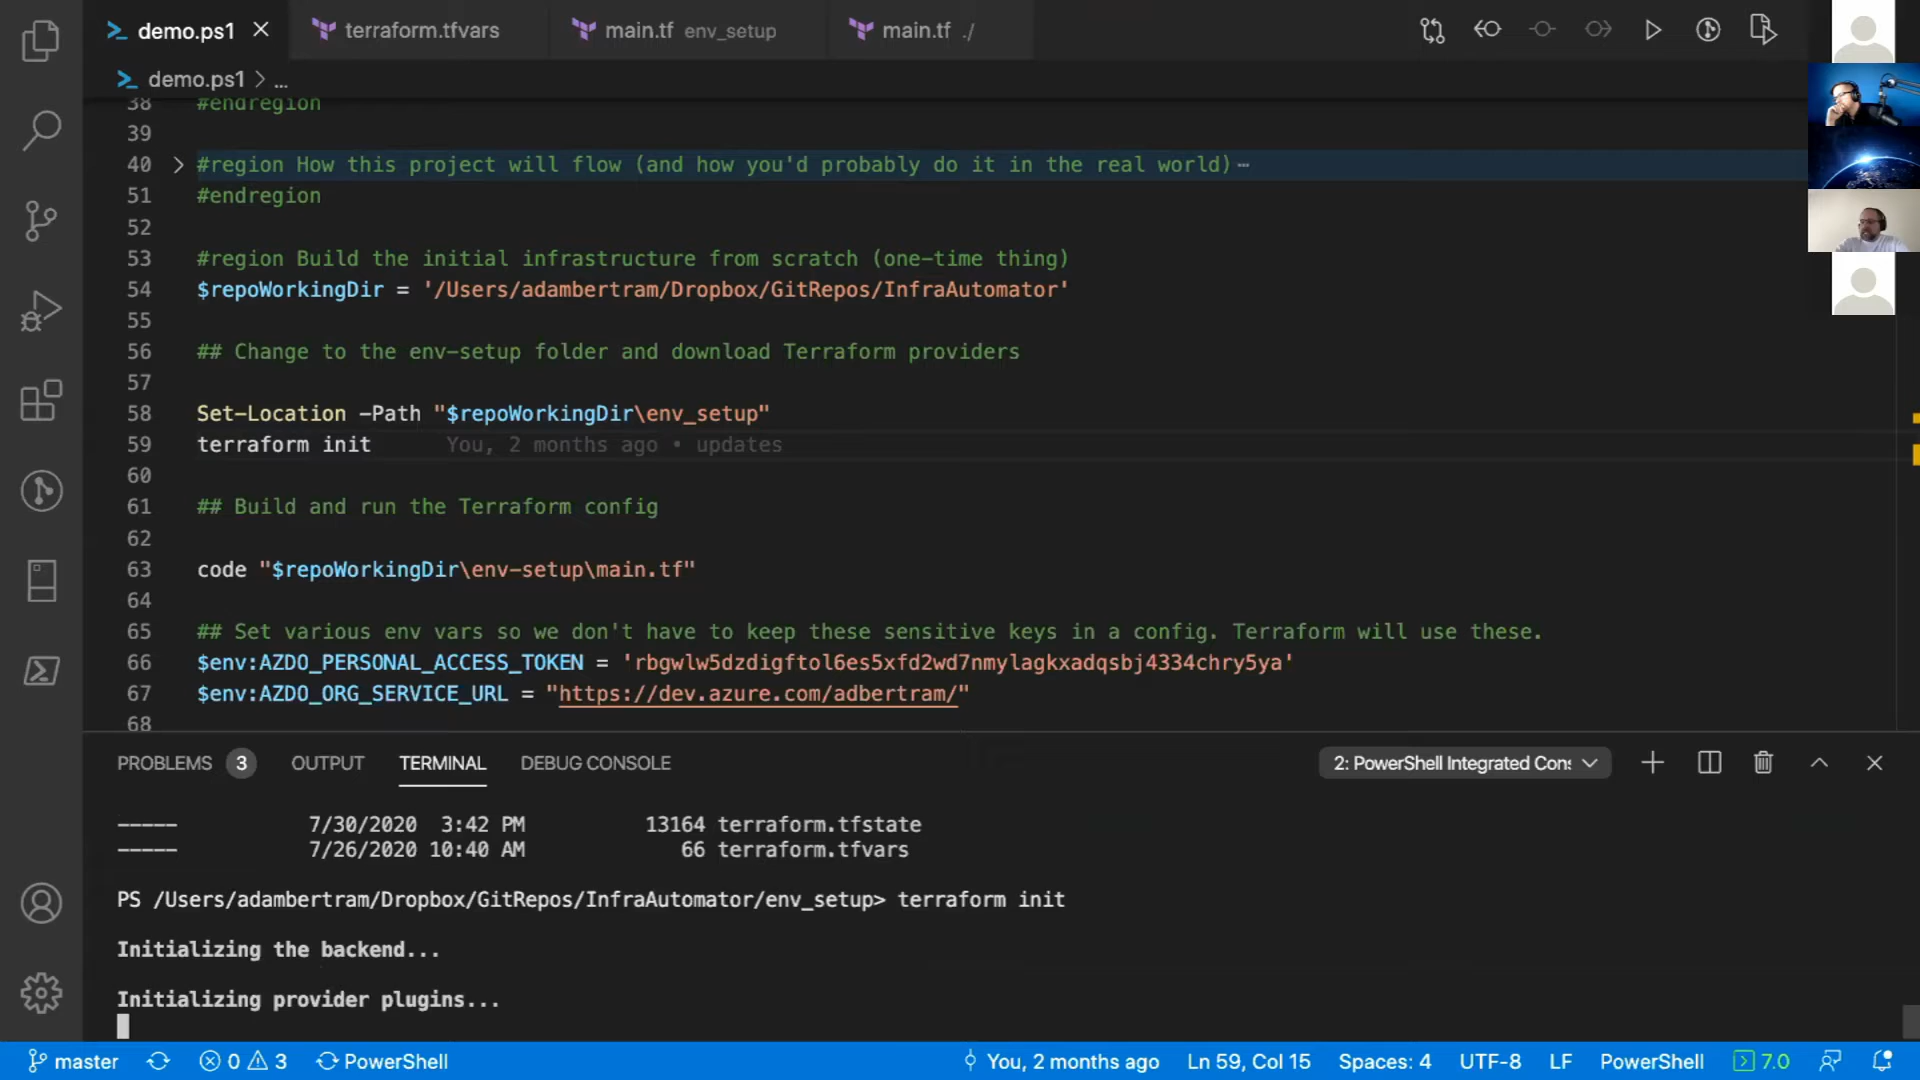 demo.ps1
terraform.tfvars
main.tf env_setup
main.tf ./
demo.ps1 > ...
38 #endregion
39
40 > #region How this project will flow (and how you'd probably do it in the real world) …
51 #endregion
52
53 #region Build the initial infrastructure from scratch (one-time thing)
54 $repoWorkingDir = '/Users/adambertram/Dropbox/GitRepos/InfraAutomator'
55
56 ## Change to the env-setup folder and download Terraform providers
57
58 Set-Location -Path "$repoWorkingDir\env_setup"
59 terraform init You, 2 months ago • updates
60
61 ## Build and run the Terraform config
62
63 code "$repoWorkingDir\env-setup\main.tf"
64
65 ## Set various env vars so we don't have to keep these sensitive keys in a config. Terraform will use these.
66 $env:AZDO_PERSONAL_ACCESS_TOKEN = 'rbgwlw5dzdigftol6es5xfd2wd7nmylagkxadqsbj4334chry5ya'
67 $env:AZDO_ORG_SERVICE_URL = "https://dev.azure.com/adbertram/"
68
PROBLEMS 3 OUTPUT TERMINAL DEBUG CONSOLE 2: PowerShell Integrated Cons
----- 7/30/2020 3:42 PM 13164 terraform.tfstate
----- 7/26/2020 10:40 AM 66 terraform.tfvars
PS /Users/adambertram/Dropbox/GitRepos/InfraAutomator/env_setup> terraform init
Initializing the backend...
Initializing provider plugins...
master 0 3 PowerShell You, 2 months ago Ln 59, Col 15 Spaces: 4 UTF-8 LF PowerShell 7.0